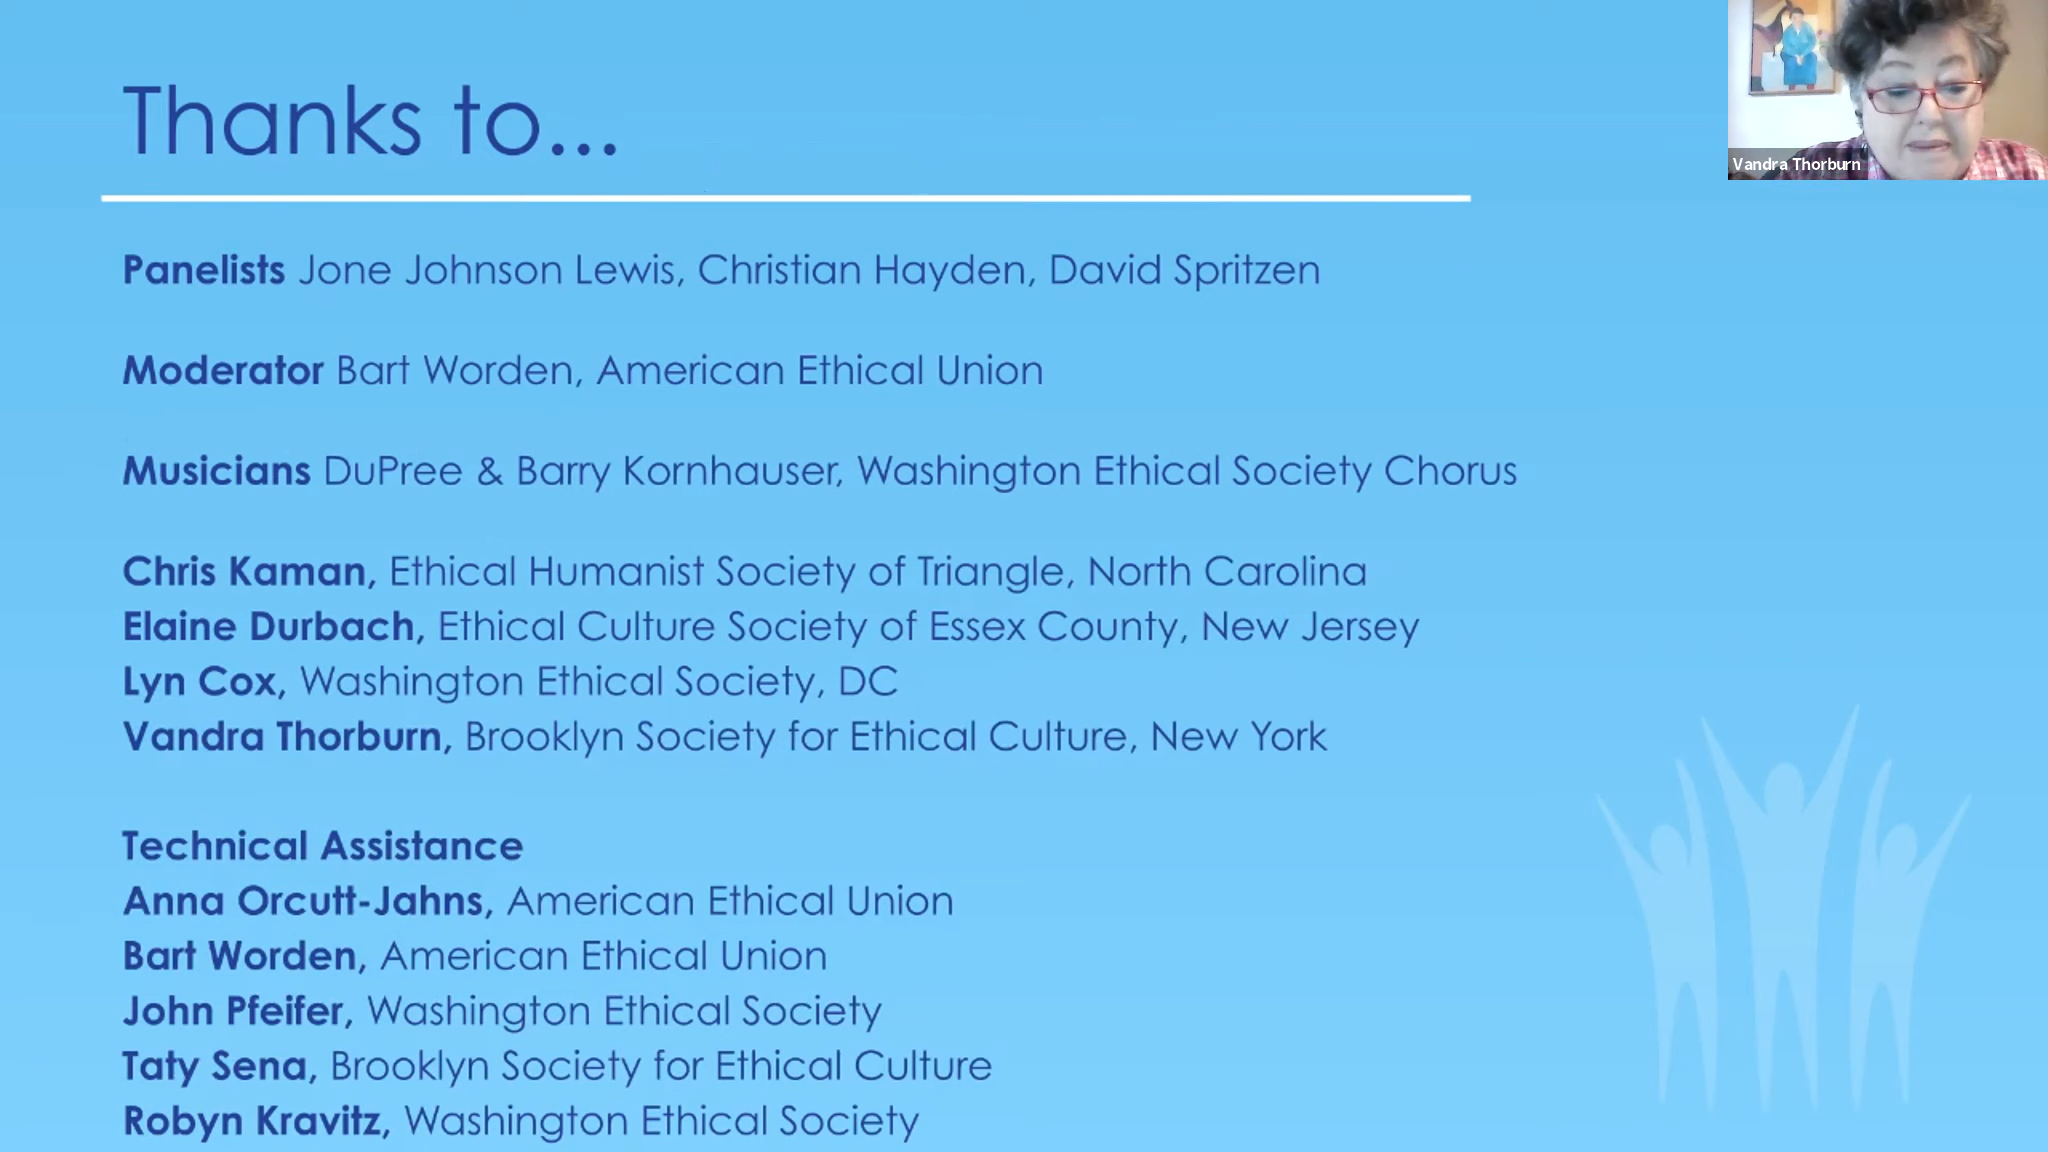 Thanks to...
Vandra Thorburn
Panelists Jone Johnson Lewis, Christian Hayden, David Spritzen
Moderator Bart Worden, American Ethical Union
Musicians DuPree & Barry Kornhauser, Washington Ethical Society Chorus
Chris Kaman, Ethical Humanist Society of Triangle, North Carolina
Elaine Durbach, Ethical Culture Society of Essex County, New Jersey
Lyn Cox, Washington Ethical Society, DC
Vandra Thorburn, Brooklyn Society for Ethical Culture, New York
Technical Assistance
Anna Orcutt-Jahns, American Ethical Union
Bart Worden, American Ethical Union
John Pfeifer, Washington Ethical Society
Taty Sena, Brooklyn Society for Ethical Culture
Robyn Kravitz, Washington Ethical Society